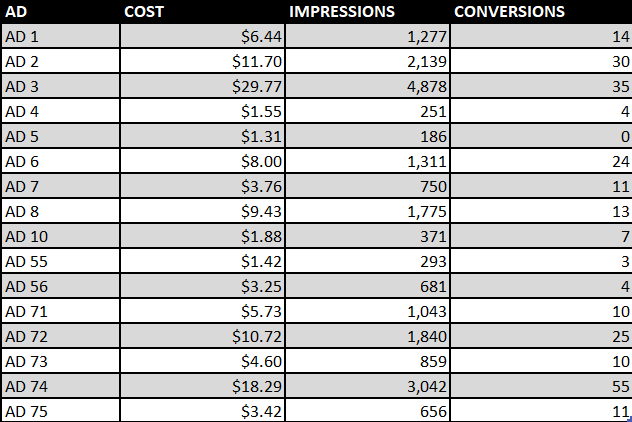 AD COST IMPRESSIONS CONVERSIONS
AD 1 $6.44 1,277 14
AD 2 $11.70 2,139 30
AD 3 $29.77 4,878 35
AD 4 $1.55 251 4
AD 5 $1.31 186 0
AD 6 $8.00 1,311 24
AD 7 $3.76 750 11
AD 8 $9.43 1,775 13
AD 10 $1.88 371 7
AD 55 $1.42 293 3
AD 56 $3.25 681 4
AD 71 $5.73 1,043 10
AD 72 $10.72 1,840 25
AD 73 $4.60 859 10
AD 74 $18.29 3,042 55
AD 75 $3.42 656 11